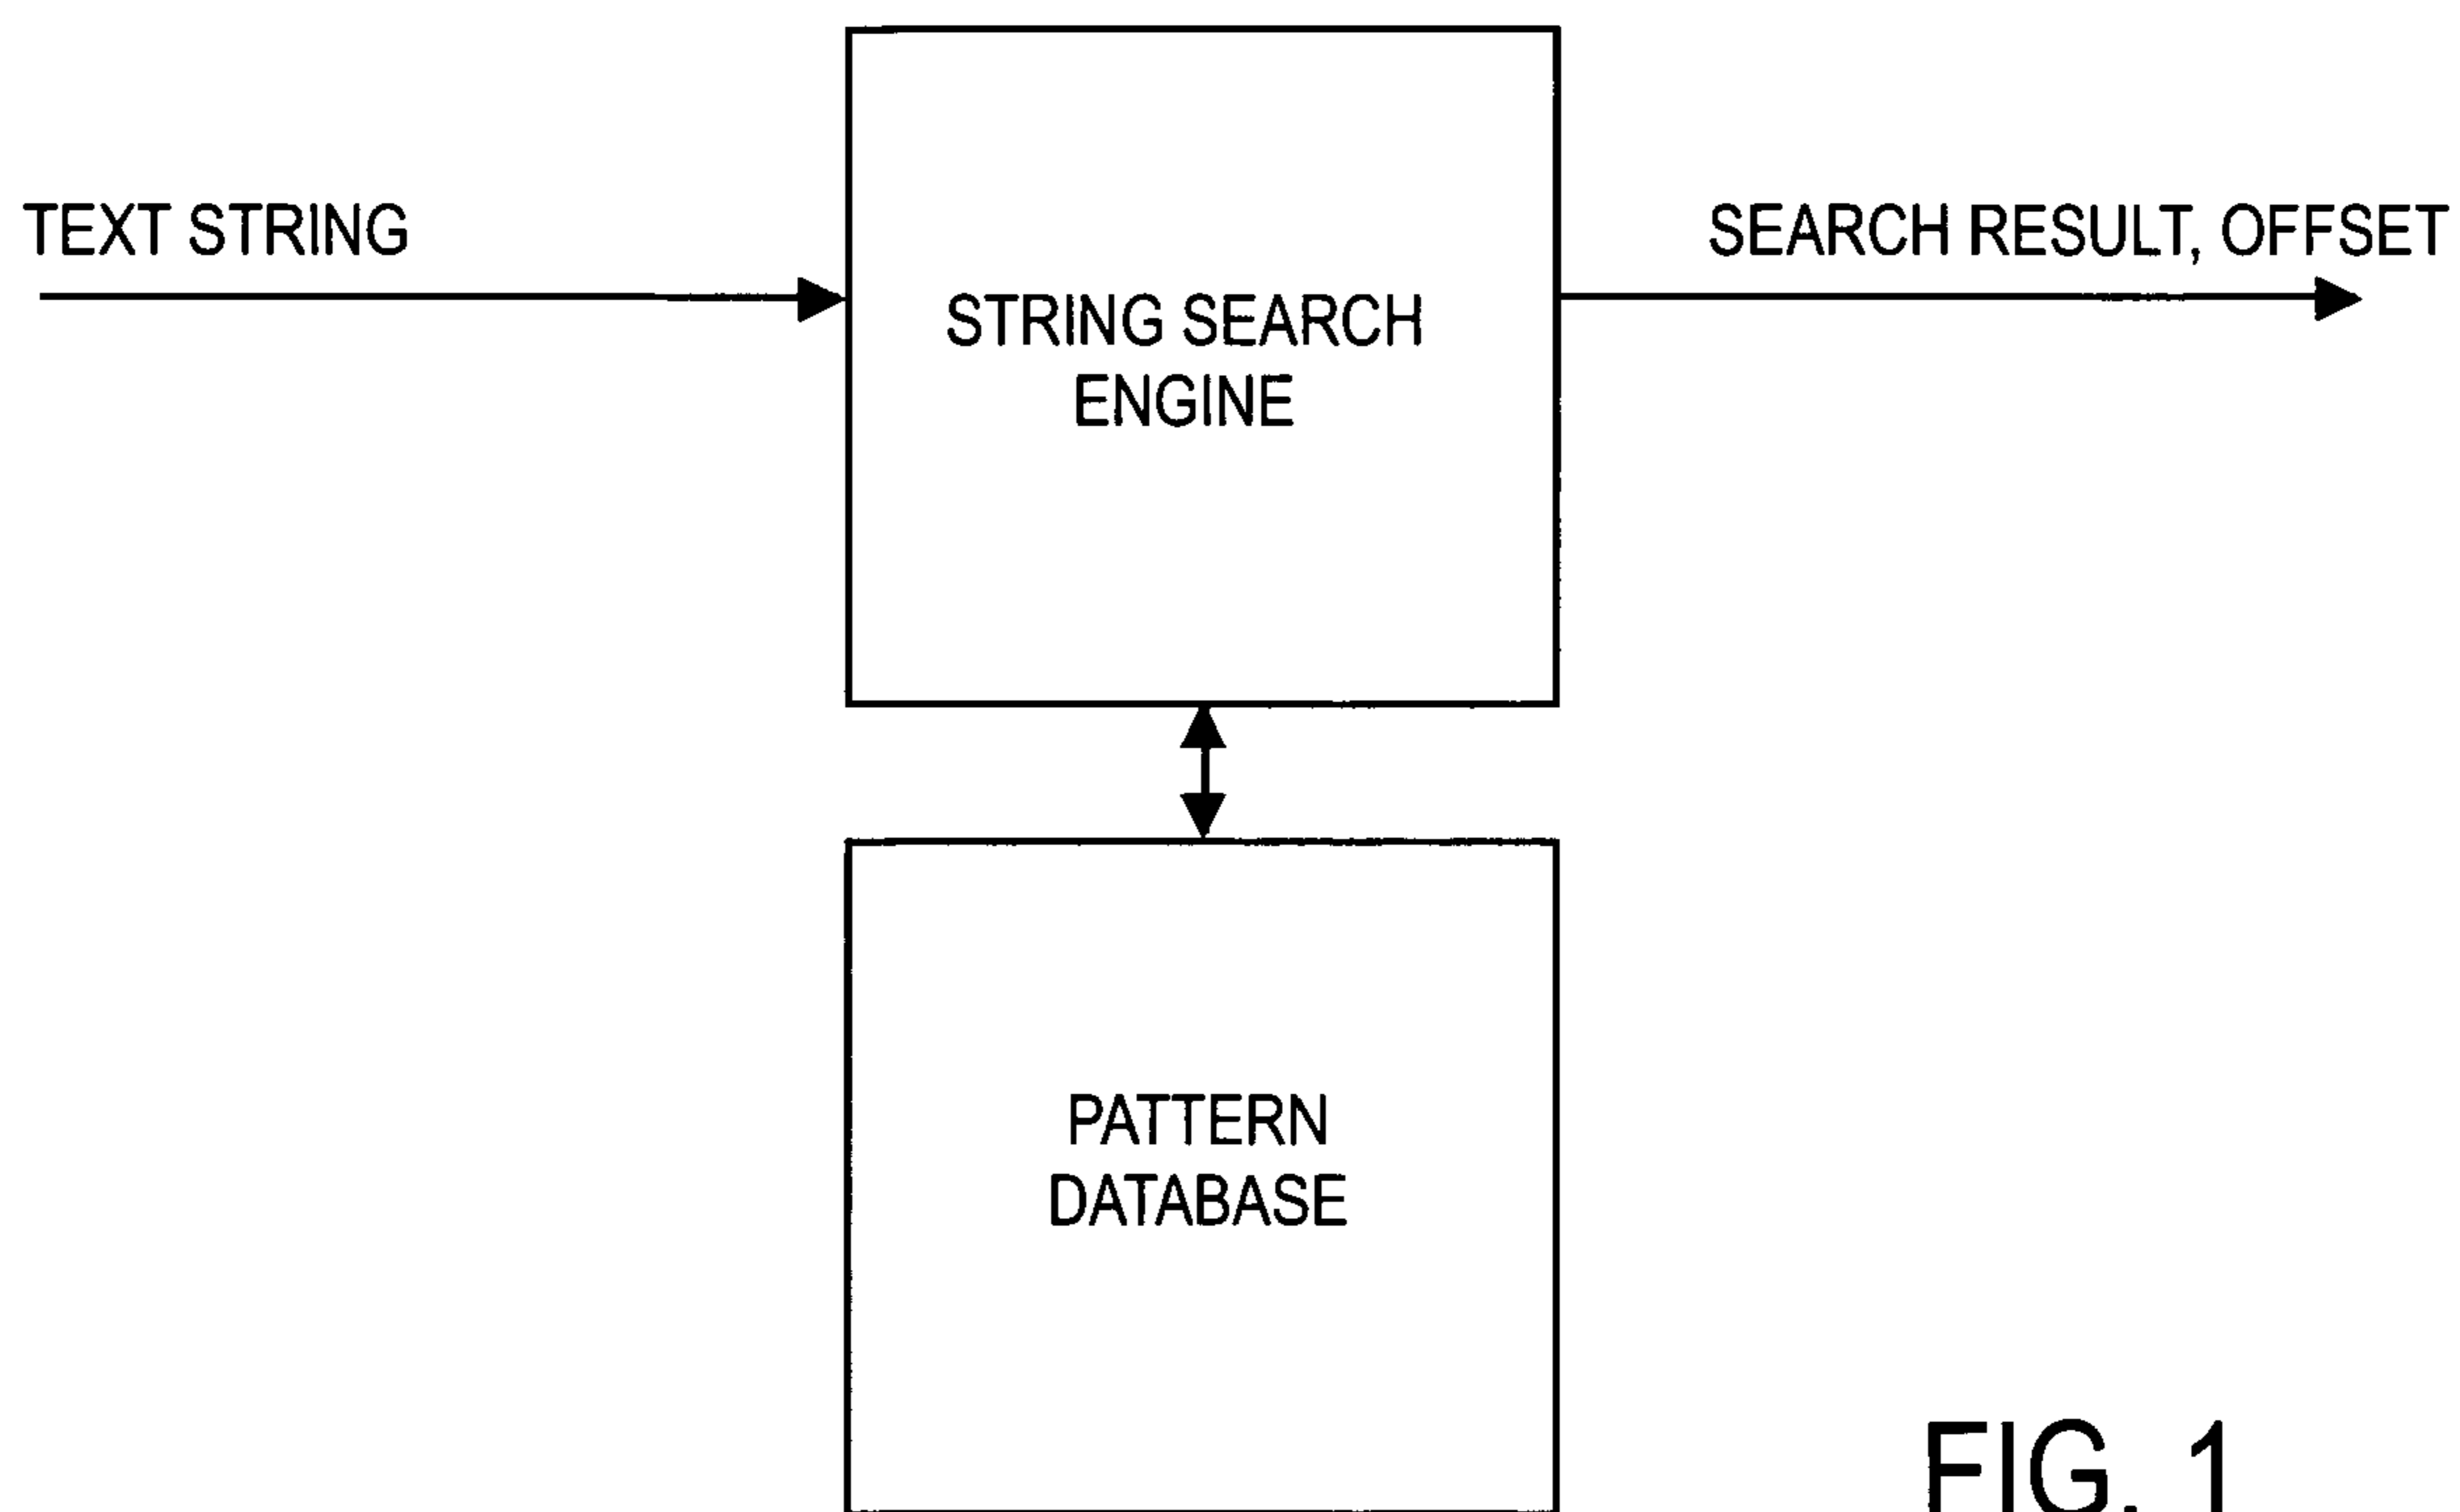 TEXT STRING
SEARCH RESULT, OFFSET
STRING SEARCH
ENGINE
PATTERN
DATABASE
FIG. 1